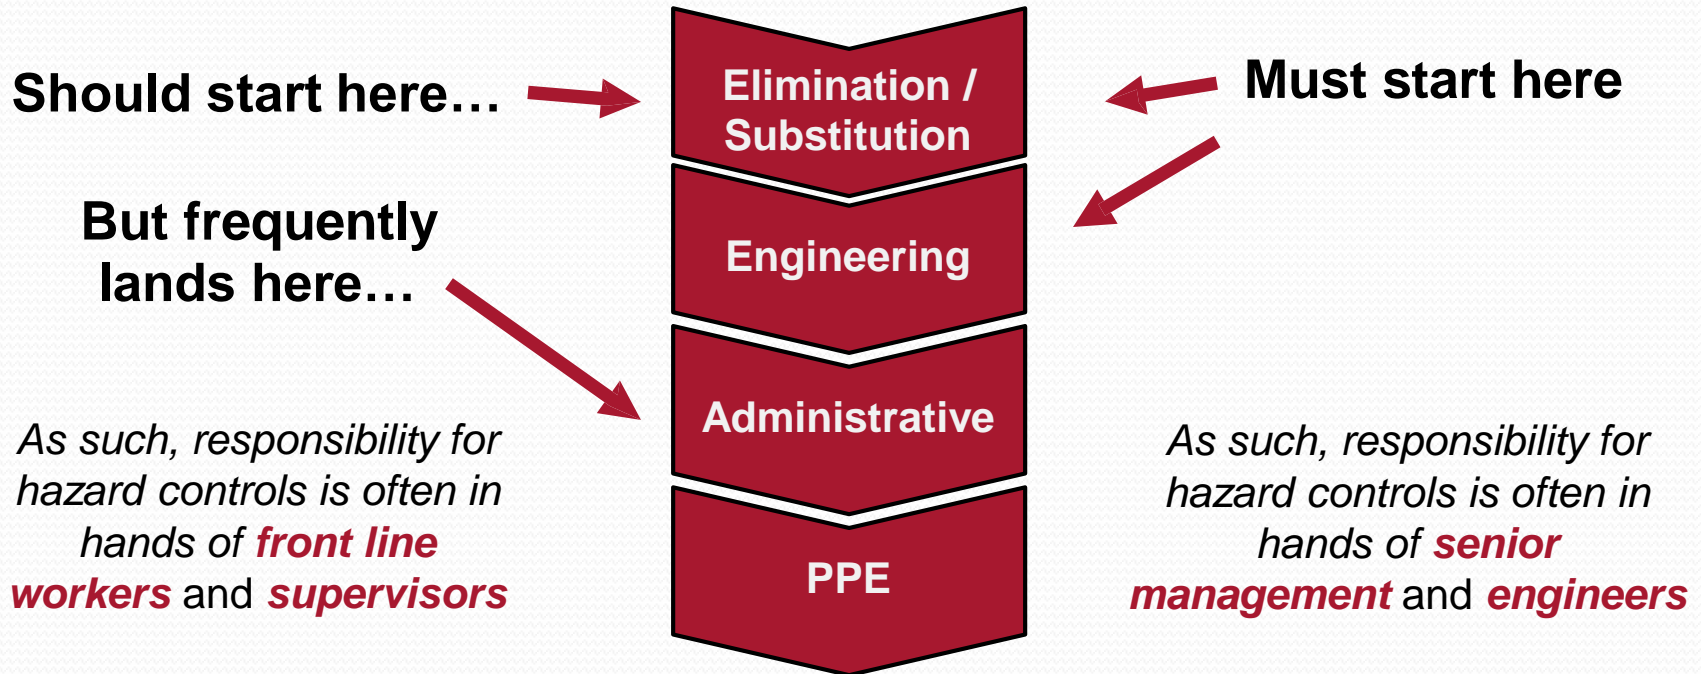 Should start here…
But frequently
lands here…
As such, responsibility for
hazard controls is often in
hands of front line
workers and supervisors
Elimination /
Substitution
Engineering
Administrative
PPE
Must start here
As such, responsibility for
hazard controls is often in
hands of senior
management and engineers